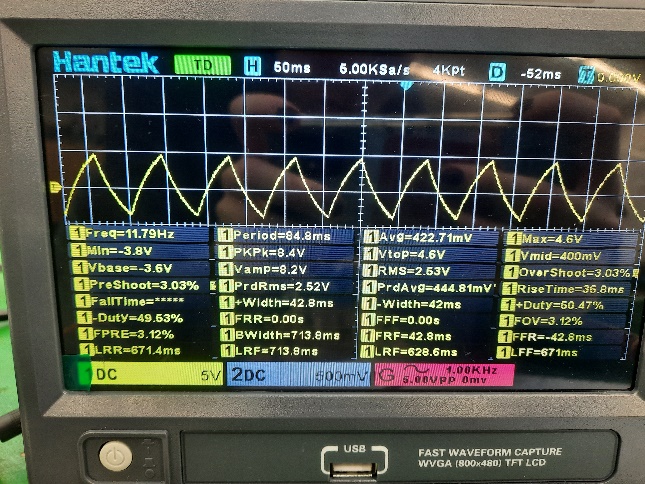 Hantek TD H 50ms 5.00KSa/s 4Kpt D -52ms
1 Freq=11.79Hz 1 Period=84.8ms 1 Avg=422.71mV 1 Max=4.6V
1 Min=-3.8V 1 PKPK=8.4V 1 Vtop=4.6V 1 Vmid=400mV
1 Vbase=-3.6V 1 Vamp=8.2V 1 RMS=2.53V 1 OverShoot=3.03%
1 PreShoot=3.03% 1 PrdRms=2.52V 1 PrdAvg=444.81mV 1 RiseTime=36.8ms
1 FallTime=***** 1 +Width=42.8ms 1 -Width=42ms 1 +Duty=50.47%
1 -Duty=49.53% 1 FRR=0.00s 1 FFF=0.00s 1 FOV=3.12%
1 FPRE=3.12% 1 BWidth=713.8ms 1 FRF=42.8ms 1 FFR=-42.8ms
1 LRR=671.4ms 1 LRF=713.8ms 1 LFR=628.6ms 1 LFF=671ms
1DC 5V 2DC 500mV G 1.00KHz
5.00VPP 0mv
USB
FAST WAVEFORM CAPTURE
WVGA (800x480) TFT LCD